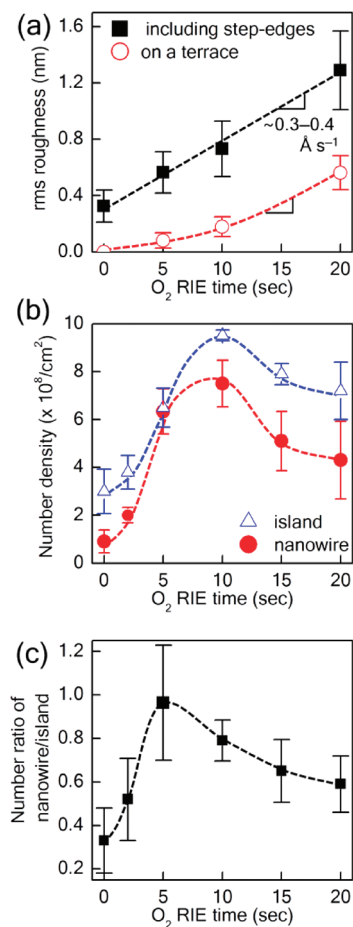 (a)
including step-edges
on a terrace
1.6
1.2
0.8
0.4
0.0
rms roughness (nm)
~0.3–0.4
Å s⁻¹
0 5 10 15 20
O₂ RIE time (sec)
(b)
10
8
6
4
2
0
Number density (x 10⁸/cm²)
island
nanowire
0 5 10 15 20
O₂ RIE time (sec)
(c)
1.2
1.0
0.8
0.6
0.4
0.2
Number ratio of
nanowire/island
0 5 10 15 20
O₂ RIE time (sec)